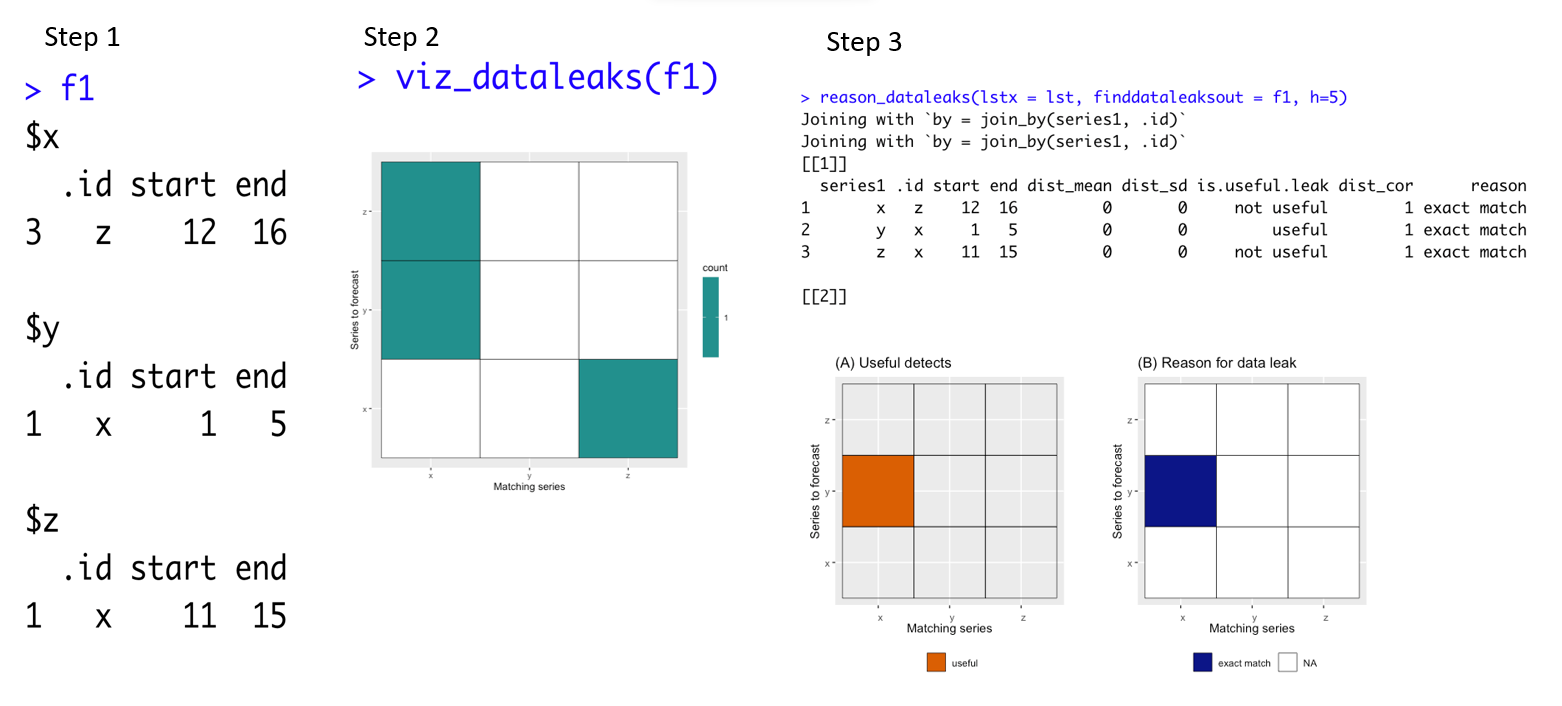 Step 1
> f1
$x
.id start end
3 z 12 16
$y
.id start end
1 x 1 5
$z
.id start end
1 x 11 15
Step 2
> viz_dataleaks(f1)
z
y
x
Series to forecast
x y z
Matching series
count
1
Step 3
> reason_dataleaks(lstx = lst, finddataleaksout = f1, h=5)
Joining with `by = join_by(series1, .id)`
Joining with `by = join_by(series1, .id)`
[[1]]
series1 .id start end dist_mean dist_sd is.useful.leak dist_cor reason
1 x z 12 16 0 0 not useful 1 exact match
2 y x 1 5 0 0 useful 1 exact match
3 z x 11 15 0 0 not useful 1 exact match
[[2]]
(A) Useful detects
z
y
x
Series to forecast
x y z
Matching series
useful
(B) Reason for data leak
z
y
x
Series to forecast
x y z
Matching series
exact match NA